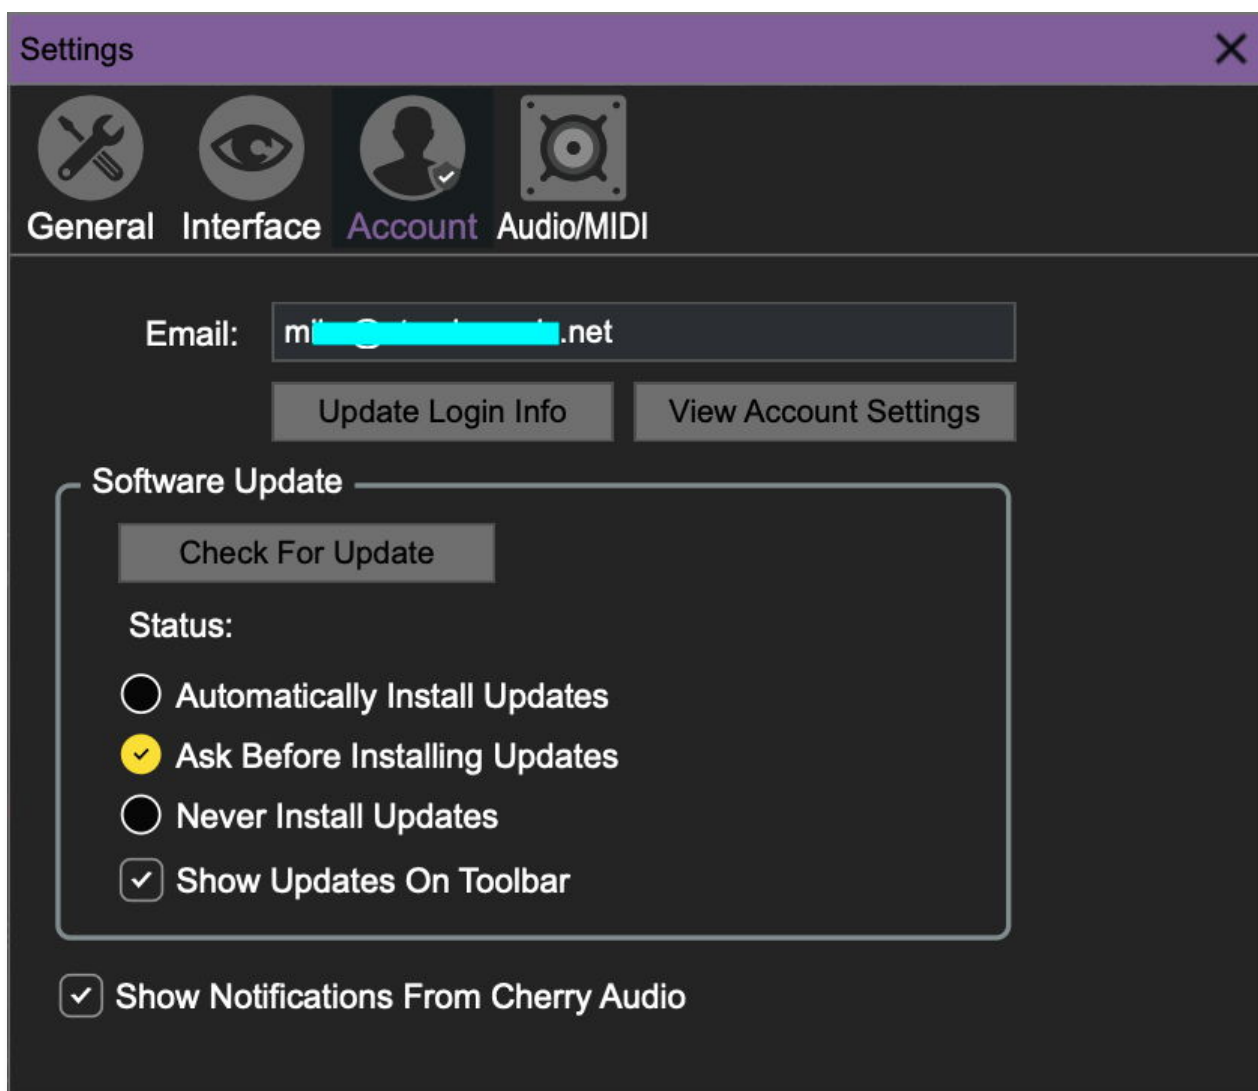 Settings
General Interface Account Audio/MIDI
Email: .net
Update Login Info View Account Settings
Software Update
Check For Update
Status:
Automatically Install Updates
Ask Before Installing Updates
Never Install Updates
Show Updates On Toolbar
Show Notifications From Cherry Audio